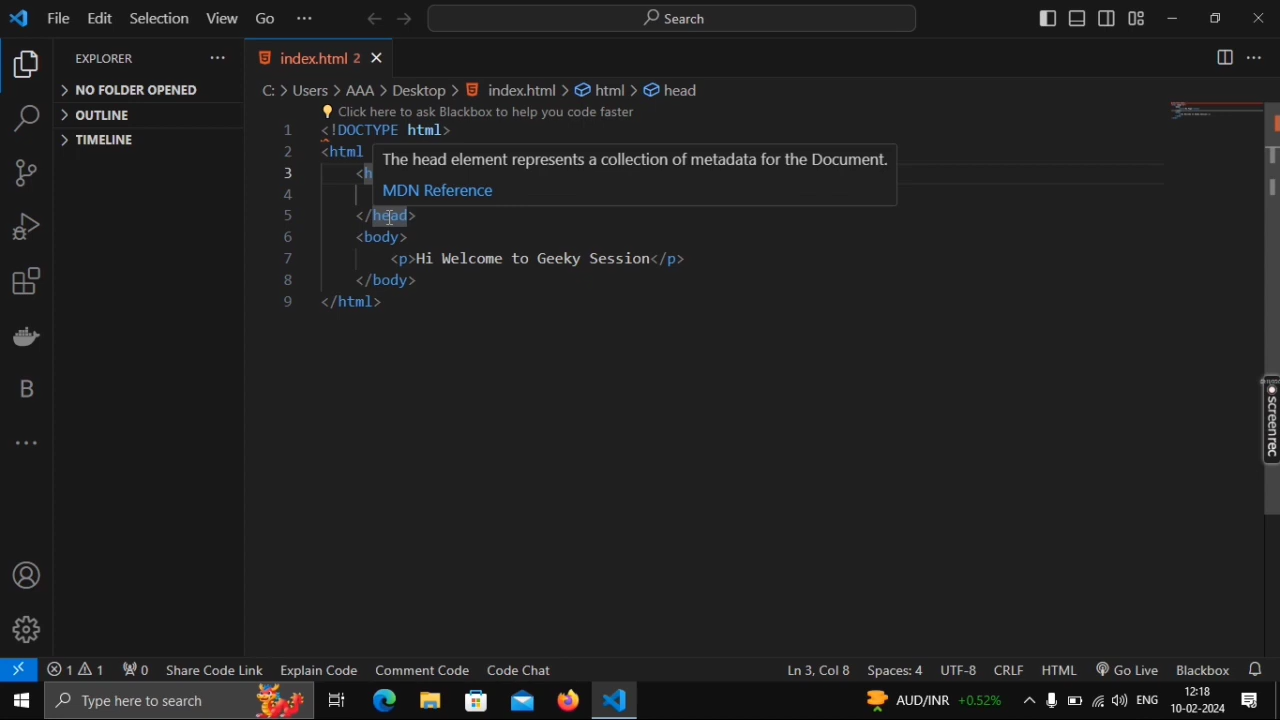 File Edit Selection View Go ... Search
EXPLORER ... index.html 2
NO FOLDER OPENED
OUTLINE
TIMELINE
C: > Users > AAA > Desktop > index.html > html > head
Click here to ask Blackbox to help you code faster
1 <!DOCTYPE html>
2 <html
The head element represents a collection of metadata for the Document.
3 <h
MDN Reference
4
5 </head>
6 <body>
7 <p>Hi Welcome to Geeky Session</p>
8 </body>
9 </html>
B
screenrec
1 1 0 Share Code Link Explain Code Comment Code Code Chat Ln 3, Col 8 Spaces: 4 UTF-8 CRLF HTML Go Live Blackbox
Type here to search AUD/INR +0.52% ENG 12:18
10-02-2024